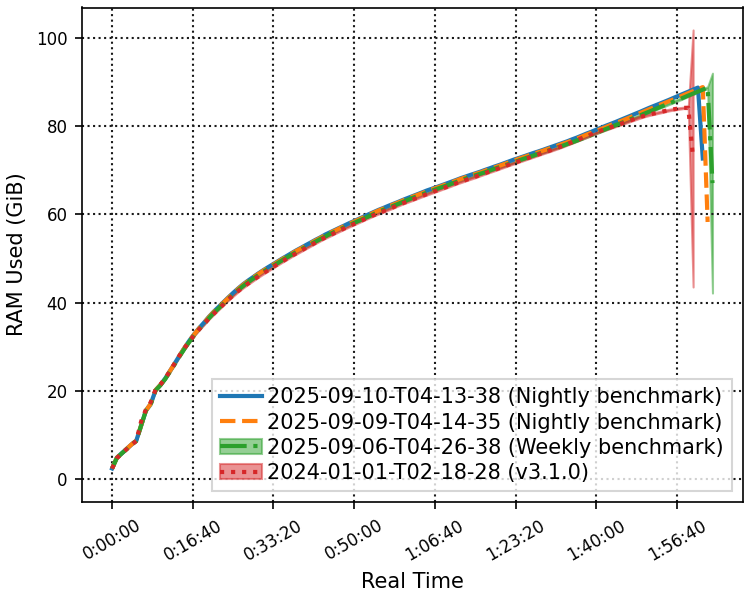 100
80
60
40
20
0
RAM Used (GiB)
2025-09-10-T04-13-38 (Nightly benchmark)
2025-09-09-T04-14-35 (Nightly benchmark)
2025-09-06-T04-26-38 (Weekly benchmark)
2024-01-01-T02-18-28 (v3.1.0)
0:00:00
0:16:40
0:33:20
0:50:00
1:06:40
1:23:20
1:40:00
1:56:40
Real Time